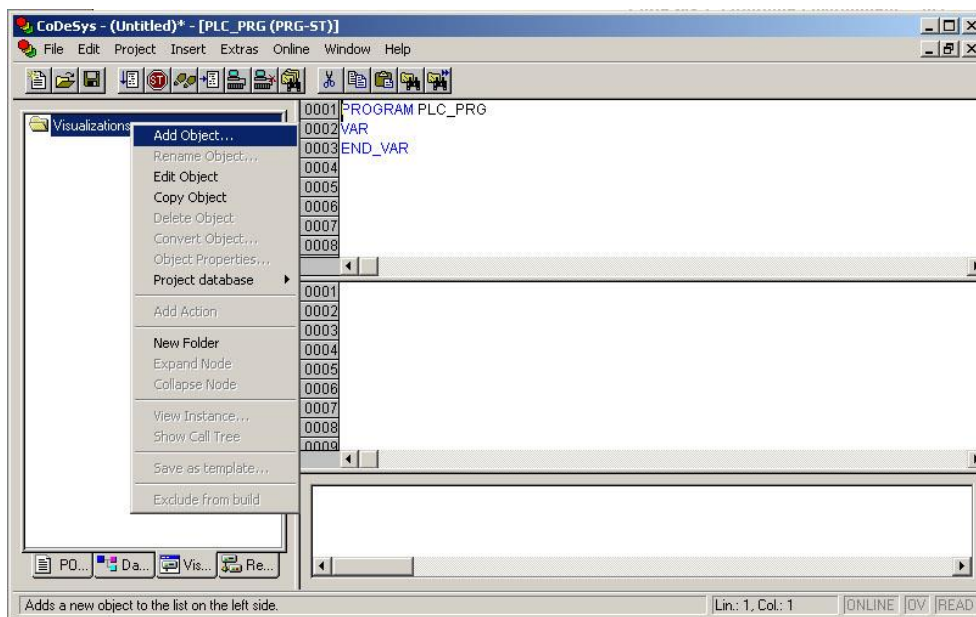 CoDeSys - (Untitled)* - [PLC_PRG (PRG-ST)]
File Edit Project Insert Extras Online Window Help
Visualizations
Add Object...
Rename Object...
Edit Object
Copy Object
Delete Object
Convert Object...
Object Properties...
Project database
Add Action
New Folder
Expand Node
Collapse Node
View Instance...
Show Call Tree
Save as template...
Exclude from build
0001 PROGRAM PLC_PRG
0002 VAR
0003 END_VAR
0004
0005
0006
0007
0008
0001
0002
0003
0004
0005
0006
0007
0008
0009
PO... Da... Vis... Re...
Adds a new object to the list on the left side. Lin.: 1, Col.: 1 ONLINE OV READ